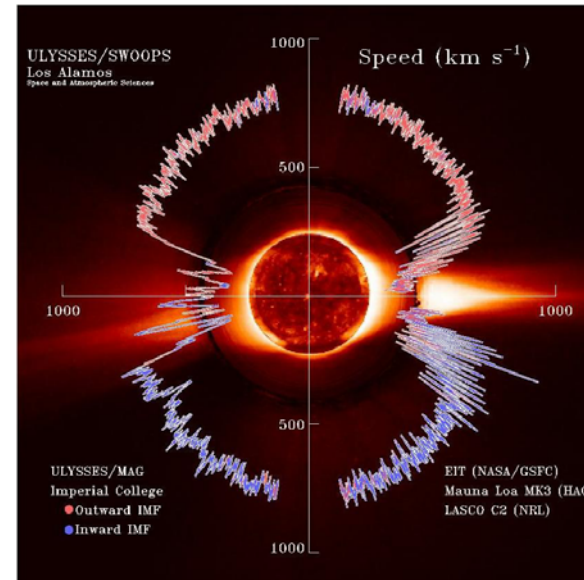 ULYSSES/SWOOPS
Los Alamos
Space and Atmospheric Sciences
Speed (km s⁻¹)
1000
500
1000
1000
500
1000
ULYSSES/MAG
Imperial College
Outward IMF
Inward IMF
EIT (NASA/GSFC)
Mauna Loa MK3 (HAO
LASCO C2 (NRL)